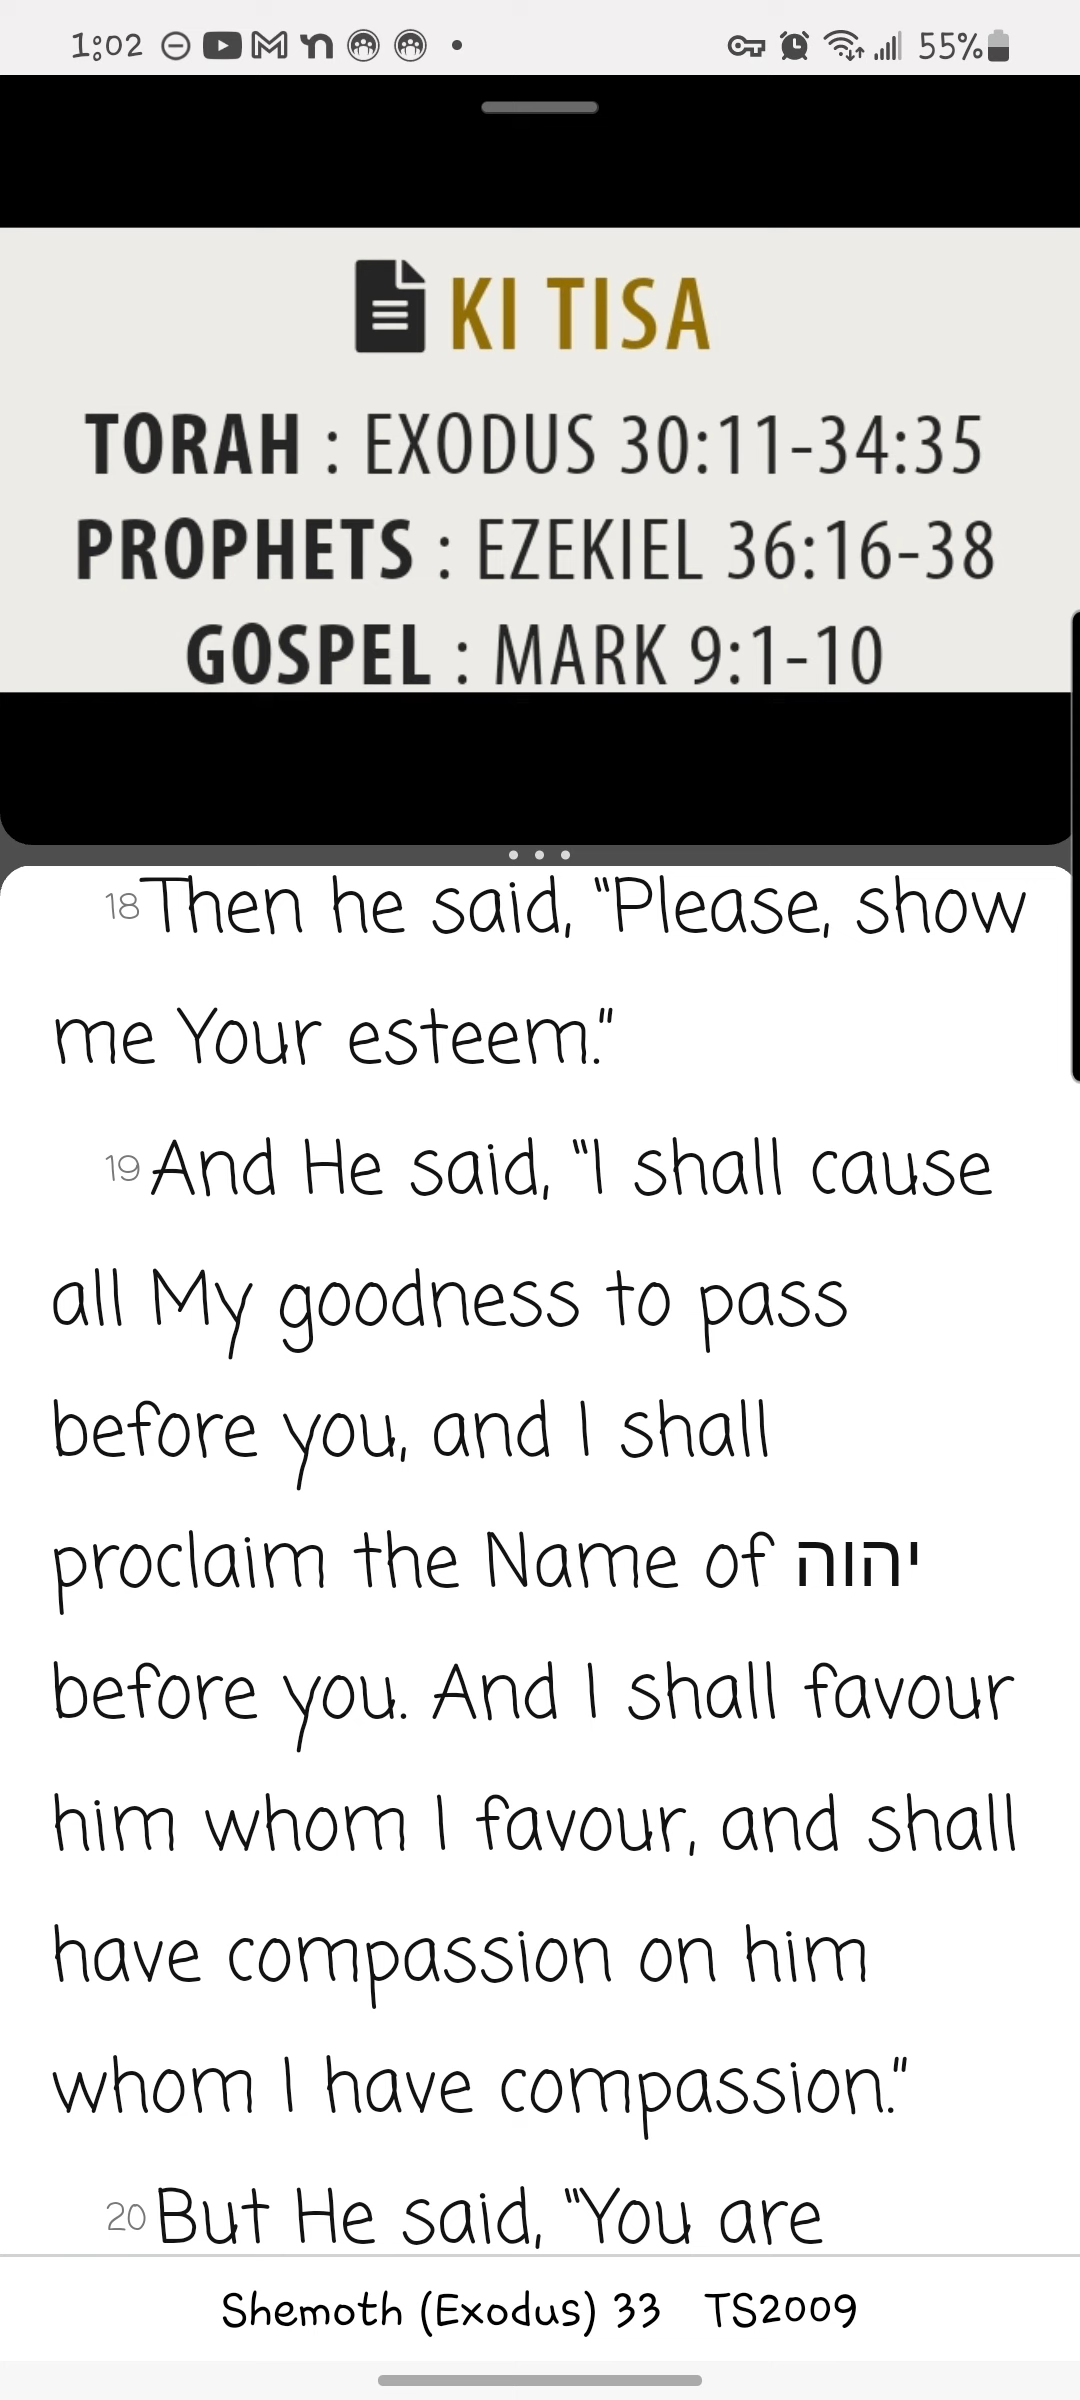 1:02 55%
KI TISA
TORAH : EXODUS 30:11-34:35
PROPHETS : EZEKIEL 36:16-38
GOSPEL : MARK 9:1-10
18 Then he said, "Please, show
me Your esteem."
19 And He said, "I shall cause
all My goodness to pass
before you, and I shall
proclaim the Name of יהוה
before you. And I shall favour
him whom I favour, and shall
have compassion on him
whom I have compassion."
20 But He said, "You are
Shemoth (Exodus) 33 TS2009